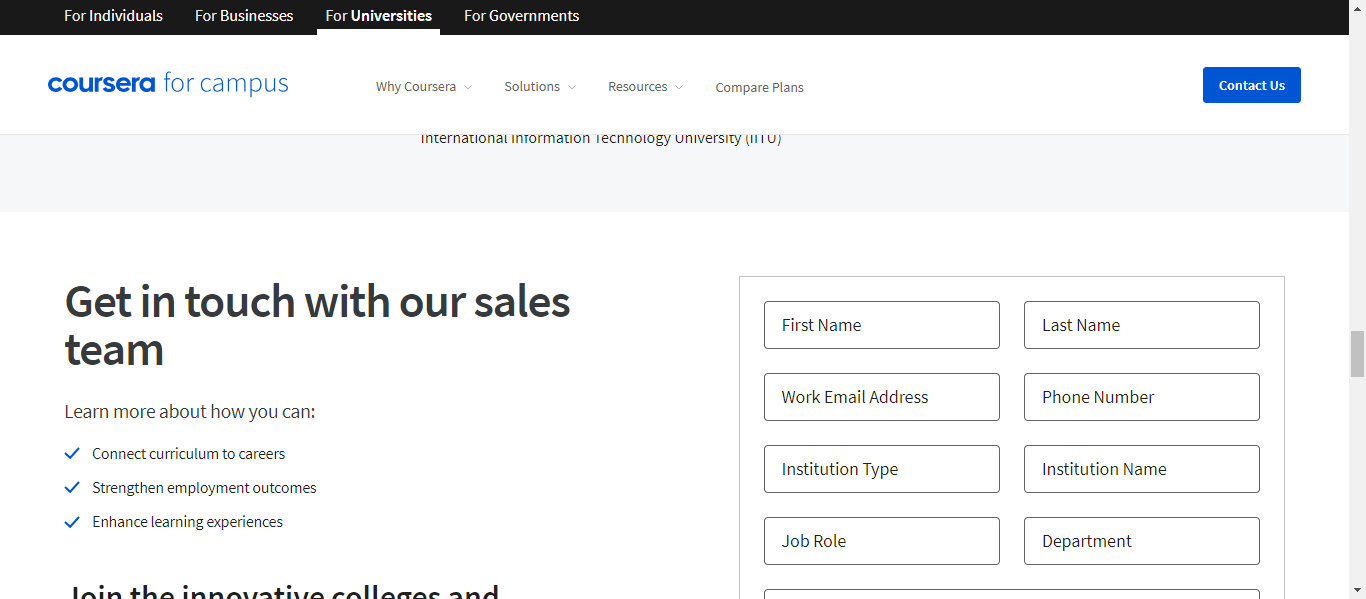 For Individuals
For Businesses
For Universities
For Governments
coursera for campus
Why Coursera
Solutions
Resources
Compare Plans
Contact Us
International Information Technology University (IITU)
Get in touch with our sales
team
Learn more about how you can:
Connect curriculum to careers
Strengthen employment outcomes
Enhance learning experiences
Join the innovative colleges and
First Name
Last Name
Work Email Address
Phone Number
Institution Type
Institution Name
Job Role
Department